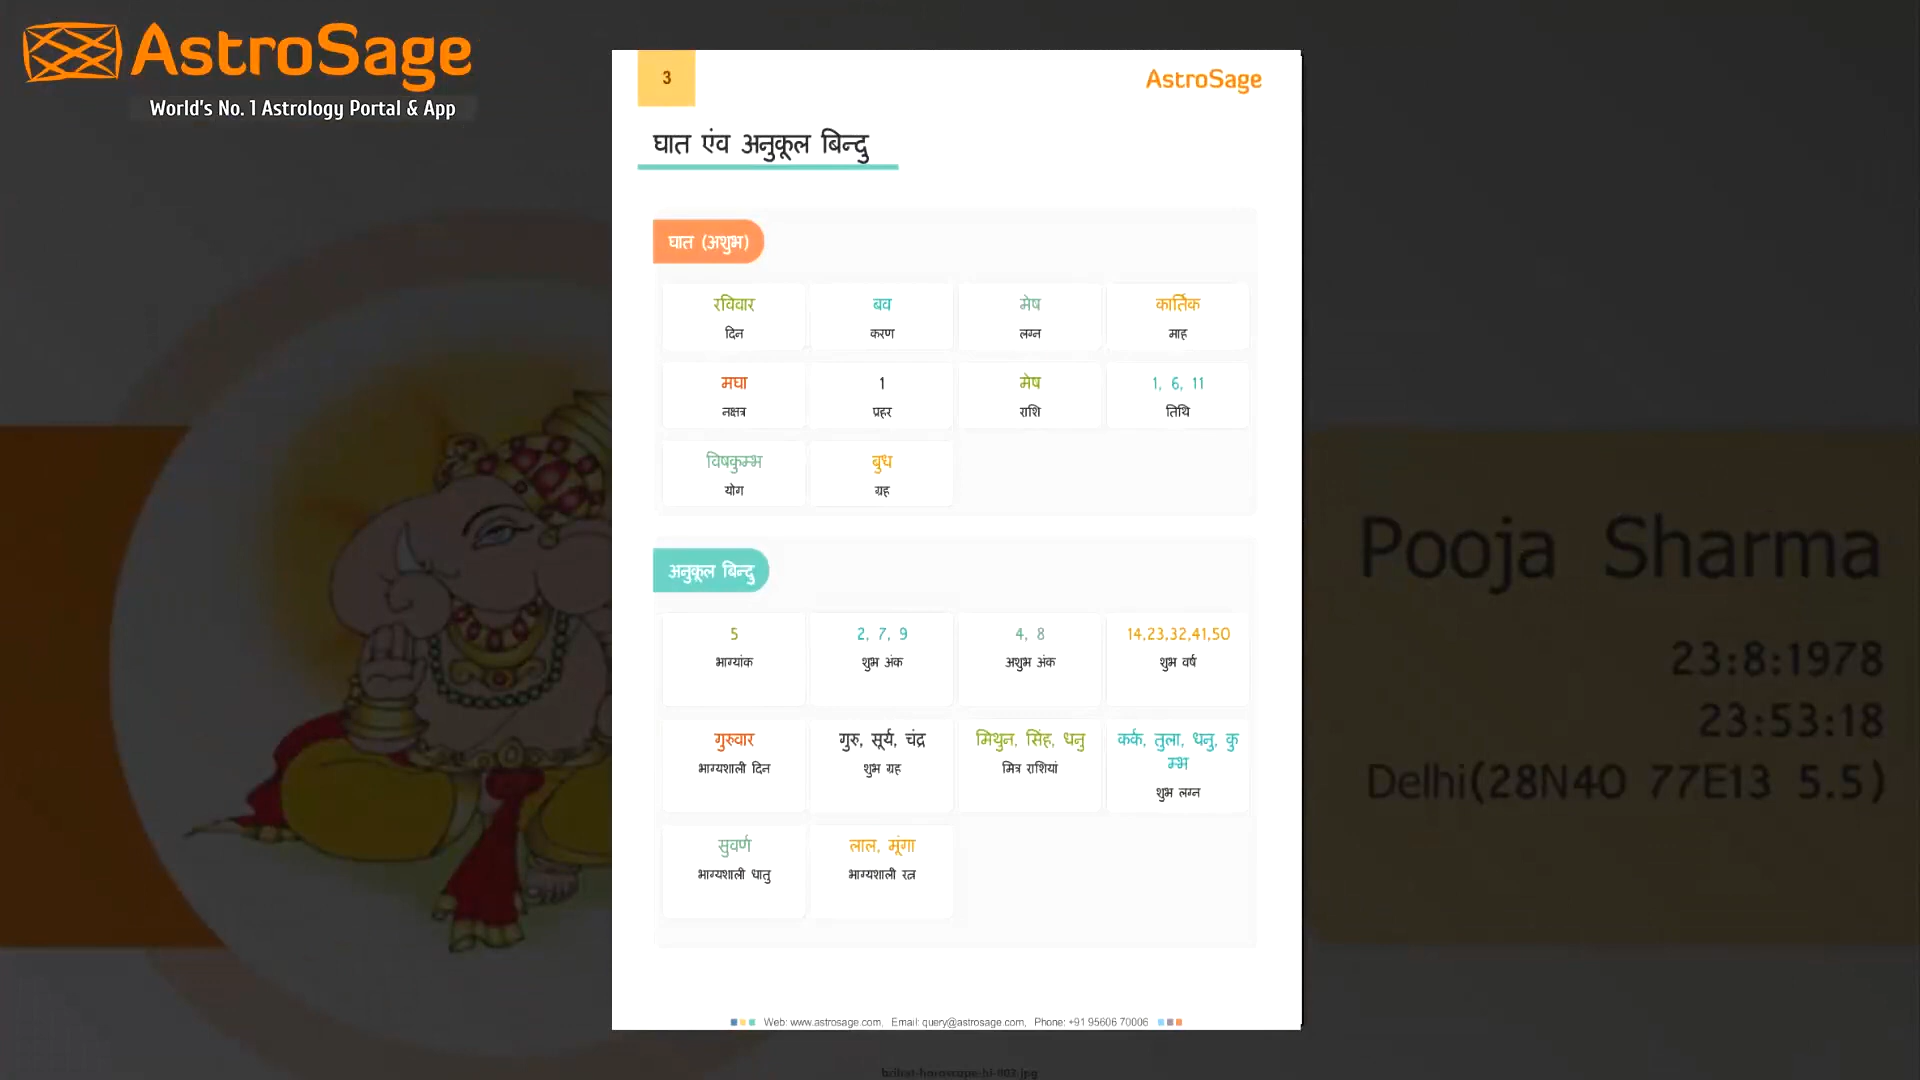 AstroSage
World's No. 1 Astrology Portal & App
3
AstroSage
घात एंव अनुकूल बिन्दु
घात (अशुभ)
रविवार बव मेष कार्तिक
दिन करण लग्न माह
मघा 1 मेष 1, 6, 11
नक्षत्र प्रहर राशि तिथि
विषकुम्भ बुध
योग ग्रह
अनुकूल बिन्दु
5 2, 7, 9 4, 8 14,23,32,41,50
भाग्यांक शुभ अंक अशुभ अंक शुभ वर्ष
गुरुवार गुरु, सूर्य, चंद्र मिथुन, सिंह, धनु कर्क, तुला, धनु, कु
म्भ
भाग्यशाली दिन शुभ ग्रह मित्र राशियां शुभ लग्न
सुवर्ण लाल, मूंगा
भाग्यशाली धातु भाग्यशाली रत्न
Web: www.astrosage.com, Email: query@astrosage.com, Phone: +91 95606 70006
Pooja Sharma
23:8:1978
23:53:18
Delhi(28N40 77E13 5.5)